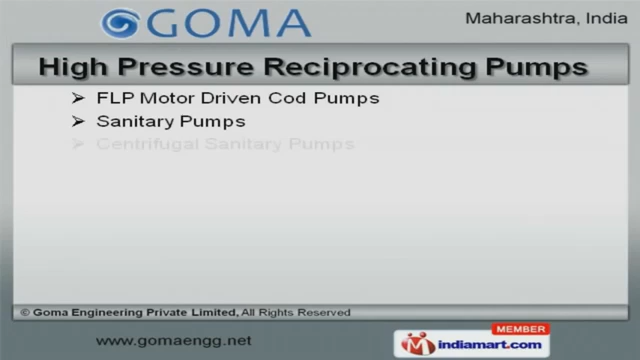 GOMA
Maharashtra, India
High Pressure Reciprocating Pumps
➢ FLP Motor Driven Cod Pumps
➢ Sanitary Pumps
➢ Centrifugal Sanitary Pumps
© Goma Engineering Private Limited, All Rights Reserved
www.gomaengg.net
MEMBER
indiamart.com